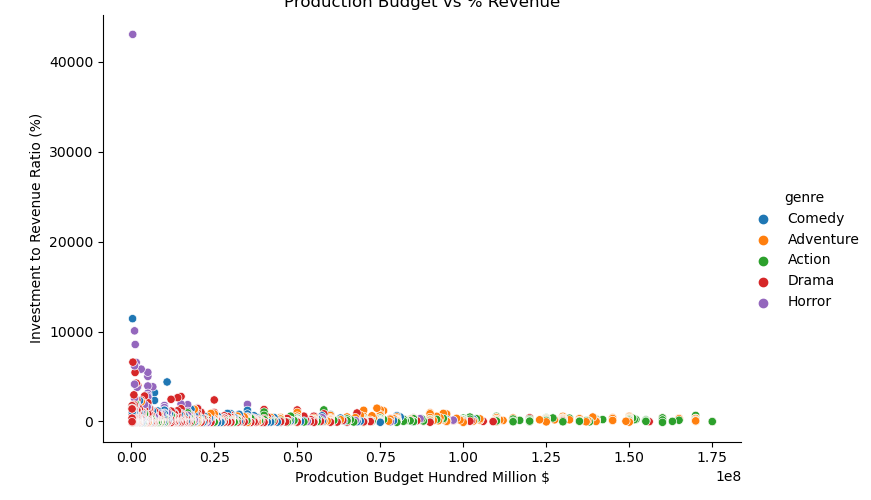 Production Budget vs % Revenue
40000
30000
20000
10000
0
Investment to Revenue Ratio (%)
genre
Comedy
Adventure
Action
Drama
Horror
0.00 0.25 0.50 0.75 1.00 1.25 1.50 1.75
1e8
Prodcution Budget Hundred Million $